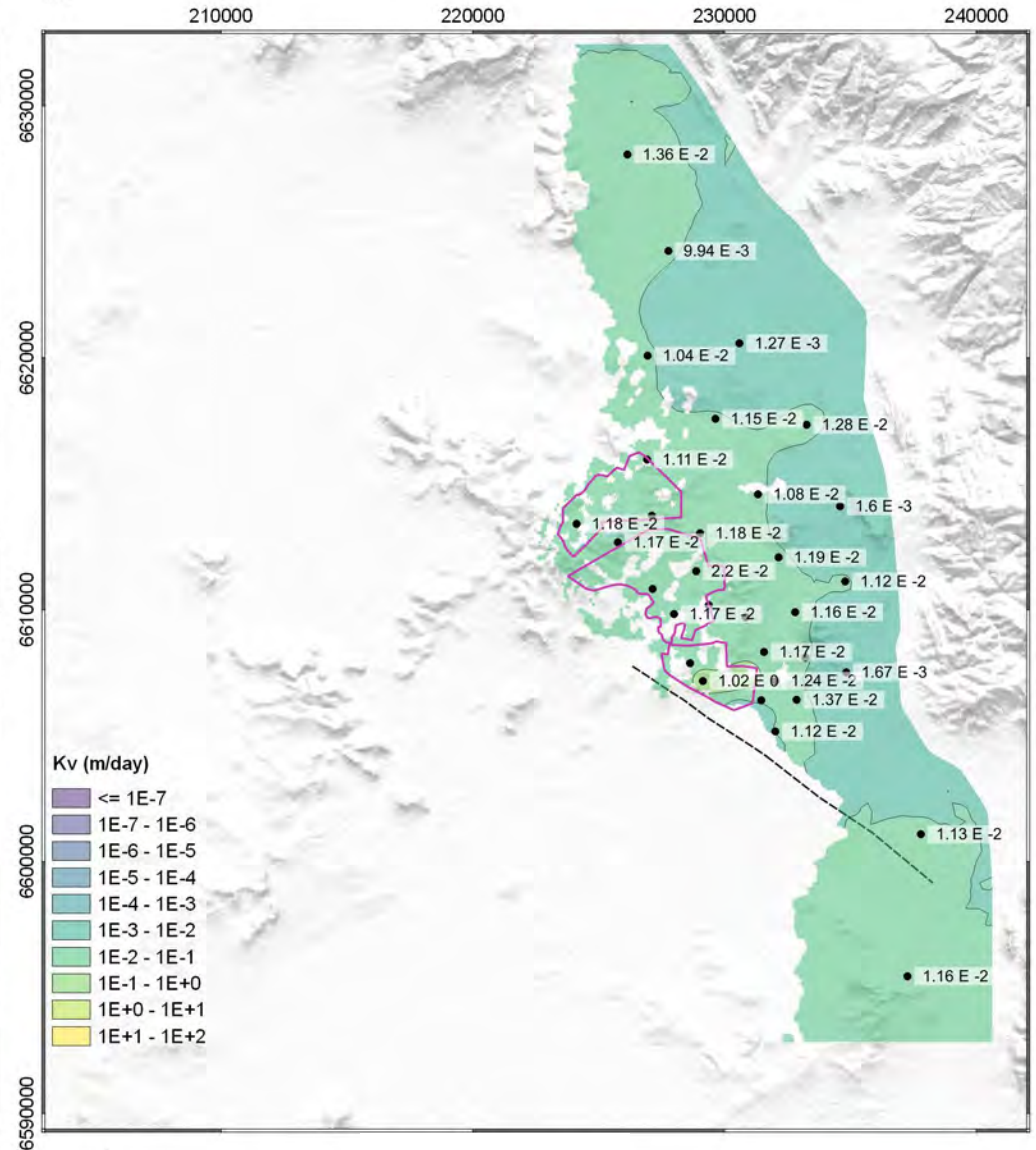 210000 220000 230000 240000
6630000
1.36 E -2
9.94 E -3
6620000
1.27 E -3
1.04 E -2
1.15 E -2
1.28 E -2
1.11 E -2
1.08 E -2
1.6 E -3
1.18 E -2
1.18 E -2
1.17 E -2
1.19 E -2
2.2 E -2
1.12 E -2
6610000
1.17 E -2
1.16 E -2
1.17 E -2
1.67 E -3
1.02 E 0
1.24 E -2
1.37 E -2
1.12 E -2
Kv (m/day)
<= 1E-7
1E-7 - 1E-6
1E-6 - 1E-5
1E-5 - 1E-4
1E-4 - 1E-3
1E-3 - 1E-2
1E-2 - 1E-1
1E-1 - 1E+0
1E+0 - 1E+1
1E+1 - 1E+2
6600000
1.13 E -2
1.16 E -2
6590000